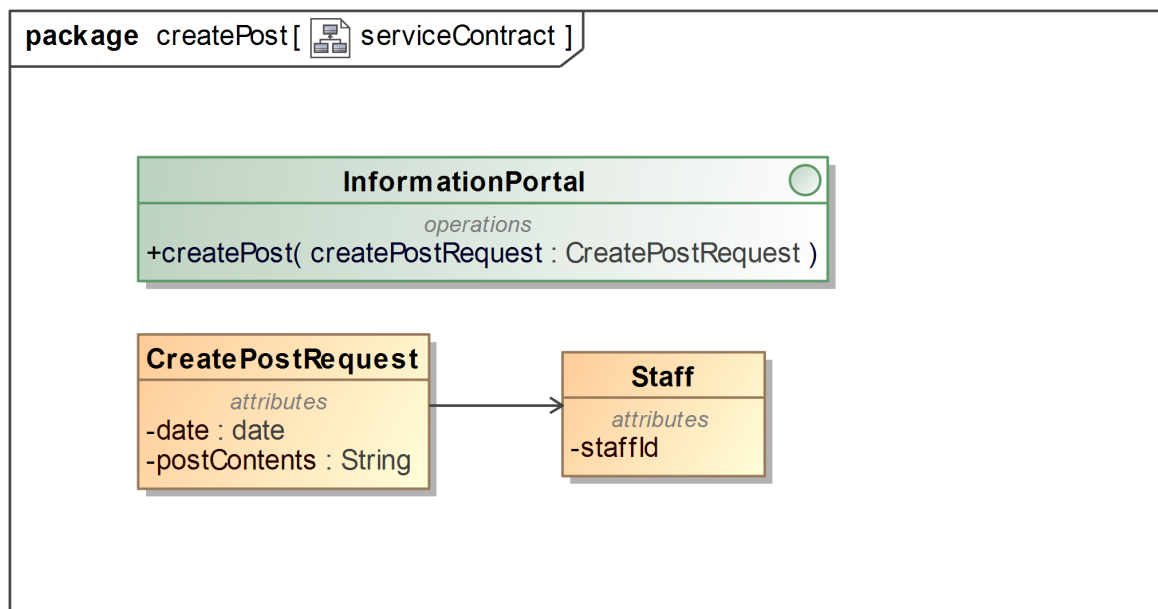 package createPost [ serviceContract ]
InformationPortal
operations
+createPost( createPostRequest : CreatePostRequest )
CreatePostRequest
attributes
-date : date
-postContents : String
Staff
attributes
-staffId